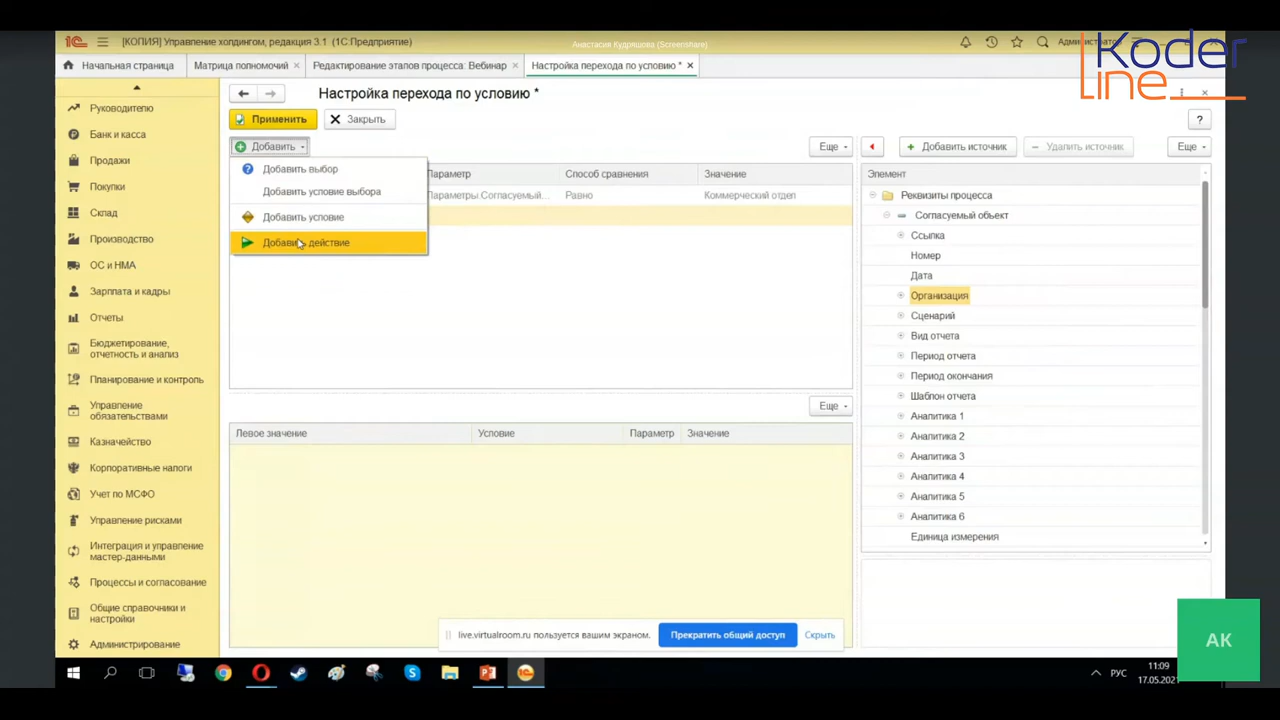 [КОПИЯ] Управление холдингом, редакция 3.1 (1С:Предприятие)
Анастасия Кудряшова (Screenshare)
Koder
line
Начальная страница
Матрица полномочий ×
Редактирование этапов процесса: Вебинар ×
Настройка перехода по условию * ×
Настройка перехода по условию *
Применить
Закрыть
?
Добавить
Еще
Добавить источник
Удалить источник
Еще
Добавить выбор
Добавить условие выбора
Добавить условие
Добавить действие
Параметр
Способ сравнения
Значение
Параметры.Согласуемый...
Равно
Коммерческий отдел
Еще
Левое значение
Условие
Параметр
Значение
Элемент
Реквизиты процесса
Согласуемый объект
Ссылка
Номер
Дата
Организация
Сценарий
Вид отчета
Период отчета
Период окончания
Шаблон отчета
Аналитика 1
Аналитика 2
Аналитика 3
Аналитика 4
Аналитика 5
Аналитика 6
Единица измерения
Руководителю
Банк и касса
Продажи
Покупки
Склад
Производство
ОС и НМА
Зарплата и кадры
Отчеты
Бюджетирование,
отчетность и анализ
Планирование и контроль
Управление
обязательствами
Казначейство
Корпоративные налоги
Учет по МСФО
Управление рисками
Интеграция и управление
мастер-данными
Процессы и согласование
Общие справочники и
настройки
Администрирование
live.virtualroom.ru пользуется вашим экраном.
Прекратить общий доступ
Скрыть
АК
РУС
11:09